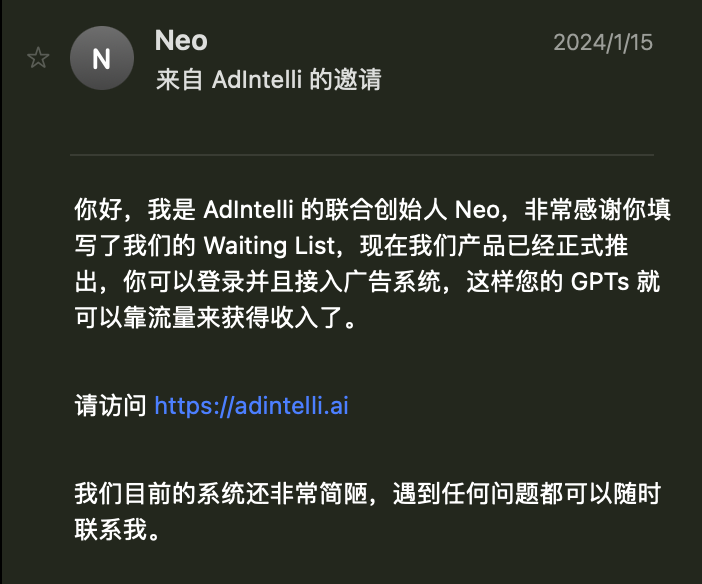 N
Neo
2024/1/15
来自 AdIntelli 的邀请
你好，我是 AdIntelli 的联合创始人 Neo，非常感谢你填
写了我们的 Waiting List，现在我们产品已经正式推
出，你可以登录并且接入广告系统，这样您的 GPTs 就
可以靠流量来获得收入了。
请访问 https://adintelli.ai
我们目前的系统还非常简陋，遇到任何问题都可以随时
联系我。